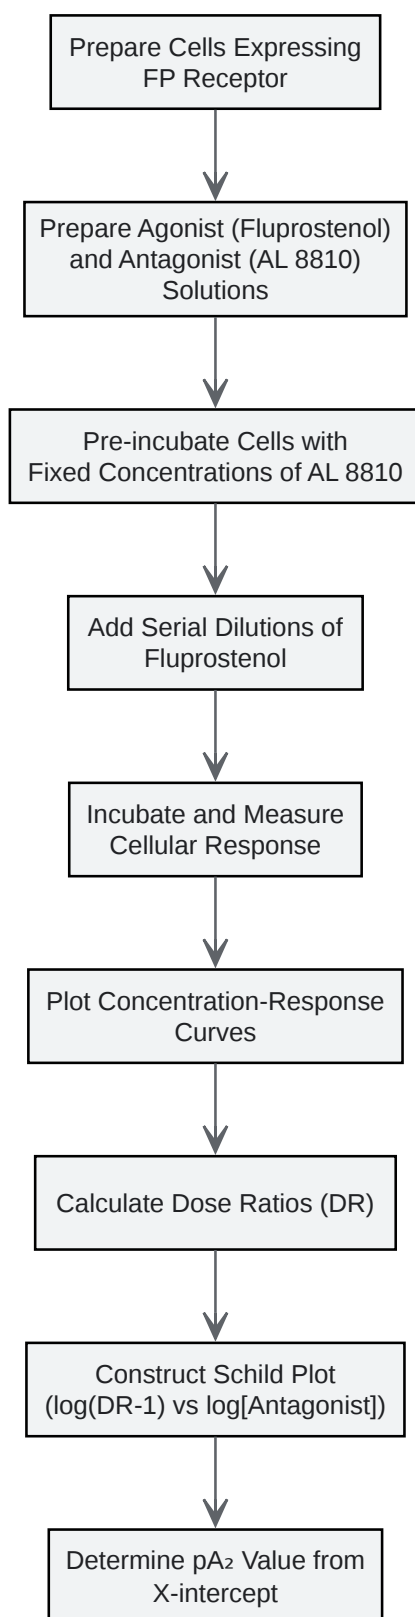 Prepare Cells Expressing
FP Receptor
Prepare Agonist (Fluprostenol)
and Antagonist (AL 8810)
Solutions
Pre-incubate Cells with
Fixed Concentrations of AL 8810
Add Serial Dilutions of
Fluprostenol
Incubate and Measure
Cellular Response
Plot Concentration-Response
Curves
Calculate Dose Ratios (DR)
Construct Schild Plot
(log(DR-1) vs log[Antagonist])
Determine pA₂ Value from
X-intercept